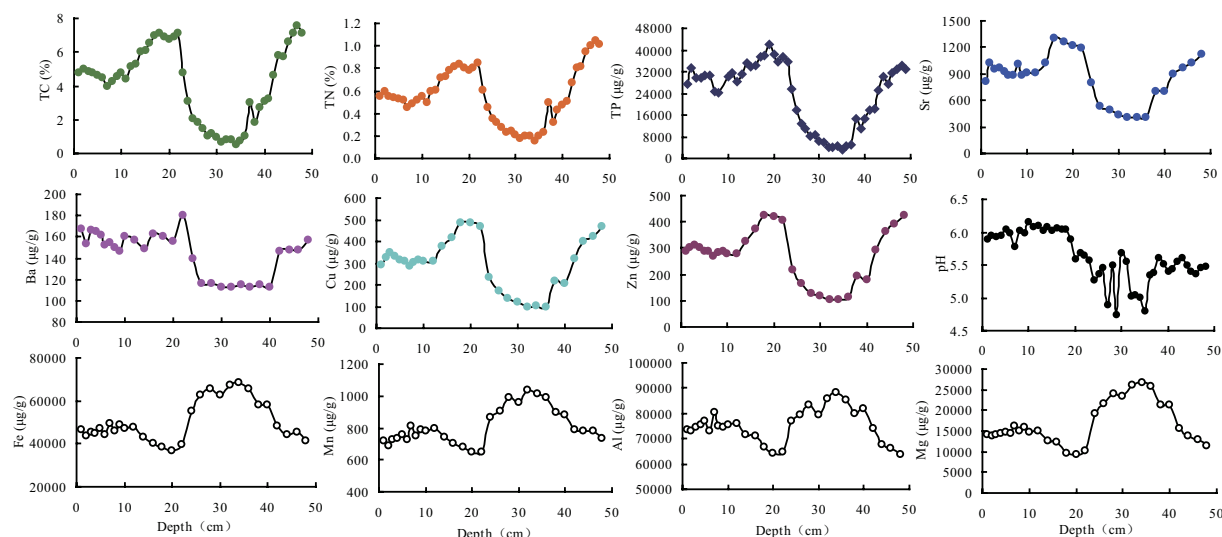 8
6
4
2
0
TC (%)
0 10 20 30 40 50
1.2
1.0
0.8
0.6
0.4
0.2
0.0
TN (%)
0 10 20 30 40 50
48000
40000
32000
24000
16000
8000
0
TP (μg/g)
0 10 20 30 40 50
1500
1200
900
600
300
0
Sr (μg/g)
0 10 20 30 40 50
200
180
160
140
120
100
80
Ba (μg/g)
0 10 20 30 40 50
600
500
400
300
200
100
0
Cu (μg/g)
0 10 20 30 40 50
500
400
300
200
100
0
Zn (μg/g)
0 10 20 30 40 50
6.5
6.0
5.5
5.0
4.5
pH
0 10 20 30 40 50
80000
60000
40000
20000
Fe (μg/g)
0 10 20 30 40 50
Depth（cm）
1200
1000
800
600
400
Mn (μg/g)
0 10 20 30 40 50
Depth（cm）
100000
90000
80000
70000
60000
50000
Al (μg/g)
0 10 20 30 40 50
Depth（cm）
30000
25000
20000
15000
10000
5000
0
Mg (μg/g)
0 10 20 30 40 50
Depth（cm）